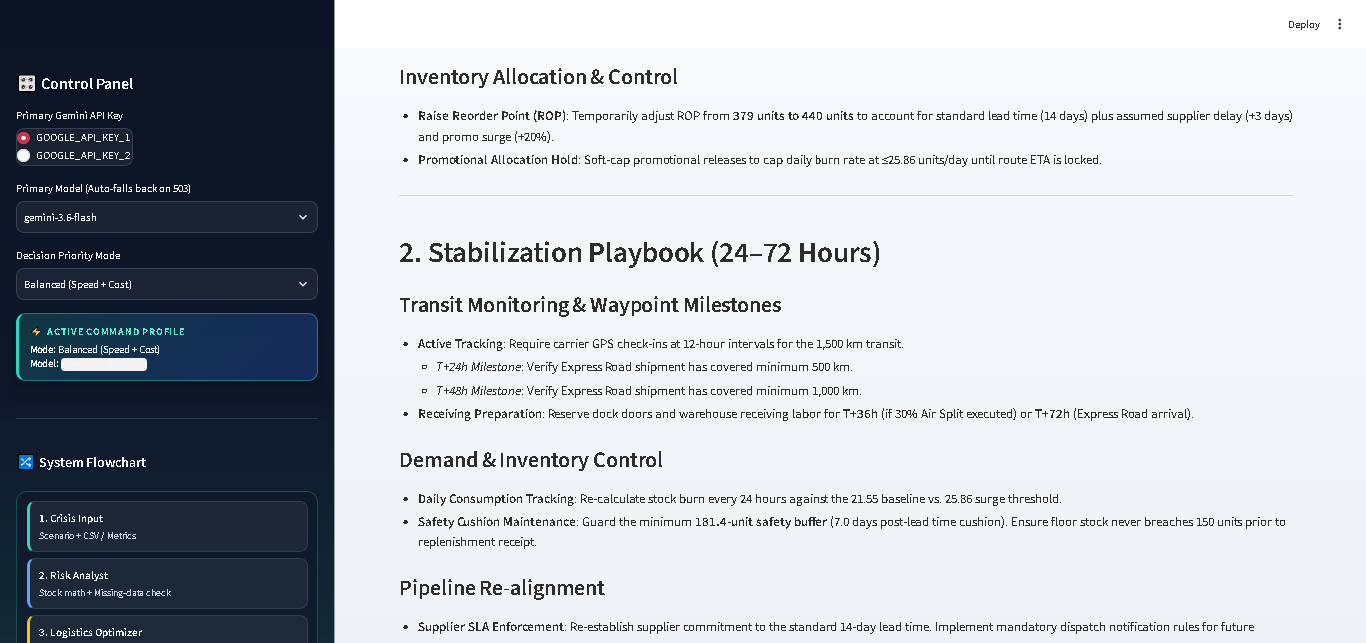 Deploy
Control Panel
Primary Gemini API Key
GOOGLE_API_KEY_1
GOOGLE_API_KEY_2
Primary Model (Auto-falls back on 503)
gemini-3.6-flash
Decision Priority Mode
Balanced (Speed + Cost)
⚡ ACTIVE COMMAND PROFILE
Mode: Balanced (Speed + Cost)
Model:
System Flowchart
1. Crisis Input
Scenario + CSV / Metrics
2. Risk Analyst
Stock math + Missing-data check
3. Logistics Optimizer
Inventory Allocation & Control
• Raise Reorder Point (ROP): Temporarily adjust ROP from 379 units to 440 units to account for standard lead time (14 days) plus assumed supplier delay (+3 days)
and promo surge (+20%).
• Promotional Allocation Hold: Soft-cap promotional releases to cap daily burn rate at ≤25.86 units/day until route ETA is locked.
2. Stabilization Playbook (24–72 Hours)
Transit Monitoring & Waypoint Milestones
• Active Tracking: Require carrier GPS check-ins at 12-hour intervals for the 1,500 km transit.
◦ T+24h Milestone: Verify Express Road shipment has covered minimum 500 km.
◦ T+48h Milestone: Verify Express Road shipment has covered minimum 1,000 km.
• Receiving Preparation: Reserve dock doors and warehouse receiving labor for T+36h (if 30% Air Split executed) or T+72h (Express Road arrival).
Demand & Inventory Control
• Daily Consumption Tracking: Re-calculate stock burn every 24 hours against the 21.55 baseline vs. 25.86 surge threshold.
• Safety Cushion Maintenance: Guard the minimum 181.4-unit safety buffer (7.0 days post-lead time cushion). Ensure floor stock never breaches 150 units prior to
replenishment receipt.
Pipeline Re-alignment
• Supplier SLA Enforcement: Re-establish supplier commitment to the standard 14-day lead time. Implement mandatory dispatch notification rules for future